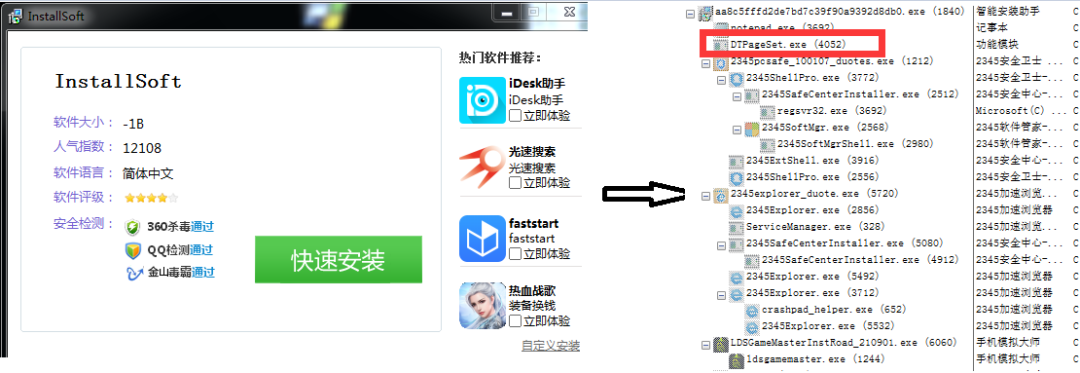 InstallSoft
InstallSoft
软件大小： -1B
人气指数： 12108
软件语言： 简体中文
软件评级：
安全检测： 360杀毒通过
QQ检测通过
金山毒霸通过
快速安装
热门软件推荐：
iDesk助手
iDesk助手
立即体验
光速搜索
光速搜索
立即体验
faststart
faststart
立即体验
热血战歌
装备换钱
立即体验
自定义安装
aa8c5fffd2de7bd7c39f90a9392d8db0.exe (1840) 智能安装助手 C
notepad.exe (3692) 记事本 C
DTPageSet.exe (4052) 功能模块 C
2345pcsafe_100107_duotes.exe (1212) 2345安全卫士 ... C
2345ShellPro.exe (3772) 2345安全卫士-... C
2345SafeCenterInstaller.exe (2512) 2345安全中心-... C
regsvr32.exe (3692) Microsoft(C) ... C
2345SoftMgr.exe (2568) 2345软件管家-... C
2345SoftMgrShell.exe (2980) 2345软件管家-... C
2345ExtShell.exe (3916) 2345安全卫士-... C
2345ShellPro.exe (2556) 2345安全卫士-... C
2345explorer_duote.exe (5720) 2345加速浏览... C
2345Explorer.exe (2856) 2345加速浏览器 C
ServiceManager.exe (328) 2345加速浏览... C
2345SafeCenterInstaller.exe (5080) 2345安全中心-... C
2345SafeCenterInstaller.exe (4912) 2345安全中心-... C
2345Explorer.exe (5492) 2345加速浏览器 C
2345Explorer.exe (3712) 2345加速浏览器 C
crashpad_helper.exe (652) 2345加速浏览器 C
2345Explorer.exe (5532) 2345加速浏览器 C
LDSGameMasterInstRoad_210901.exe (6060) 手机模拟大师 C
ldsgamemaster.exe (1244) 手机模拟大师 C